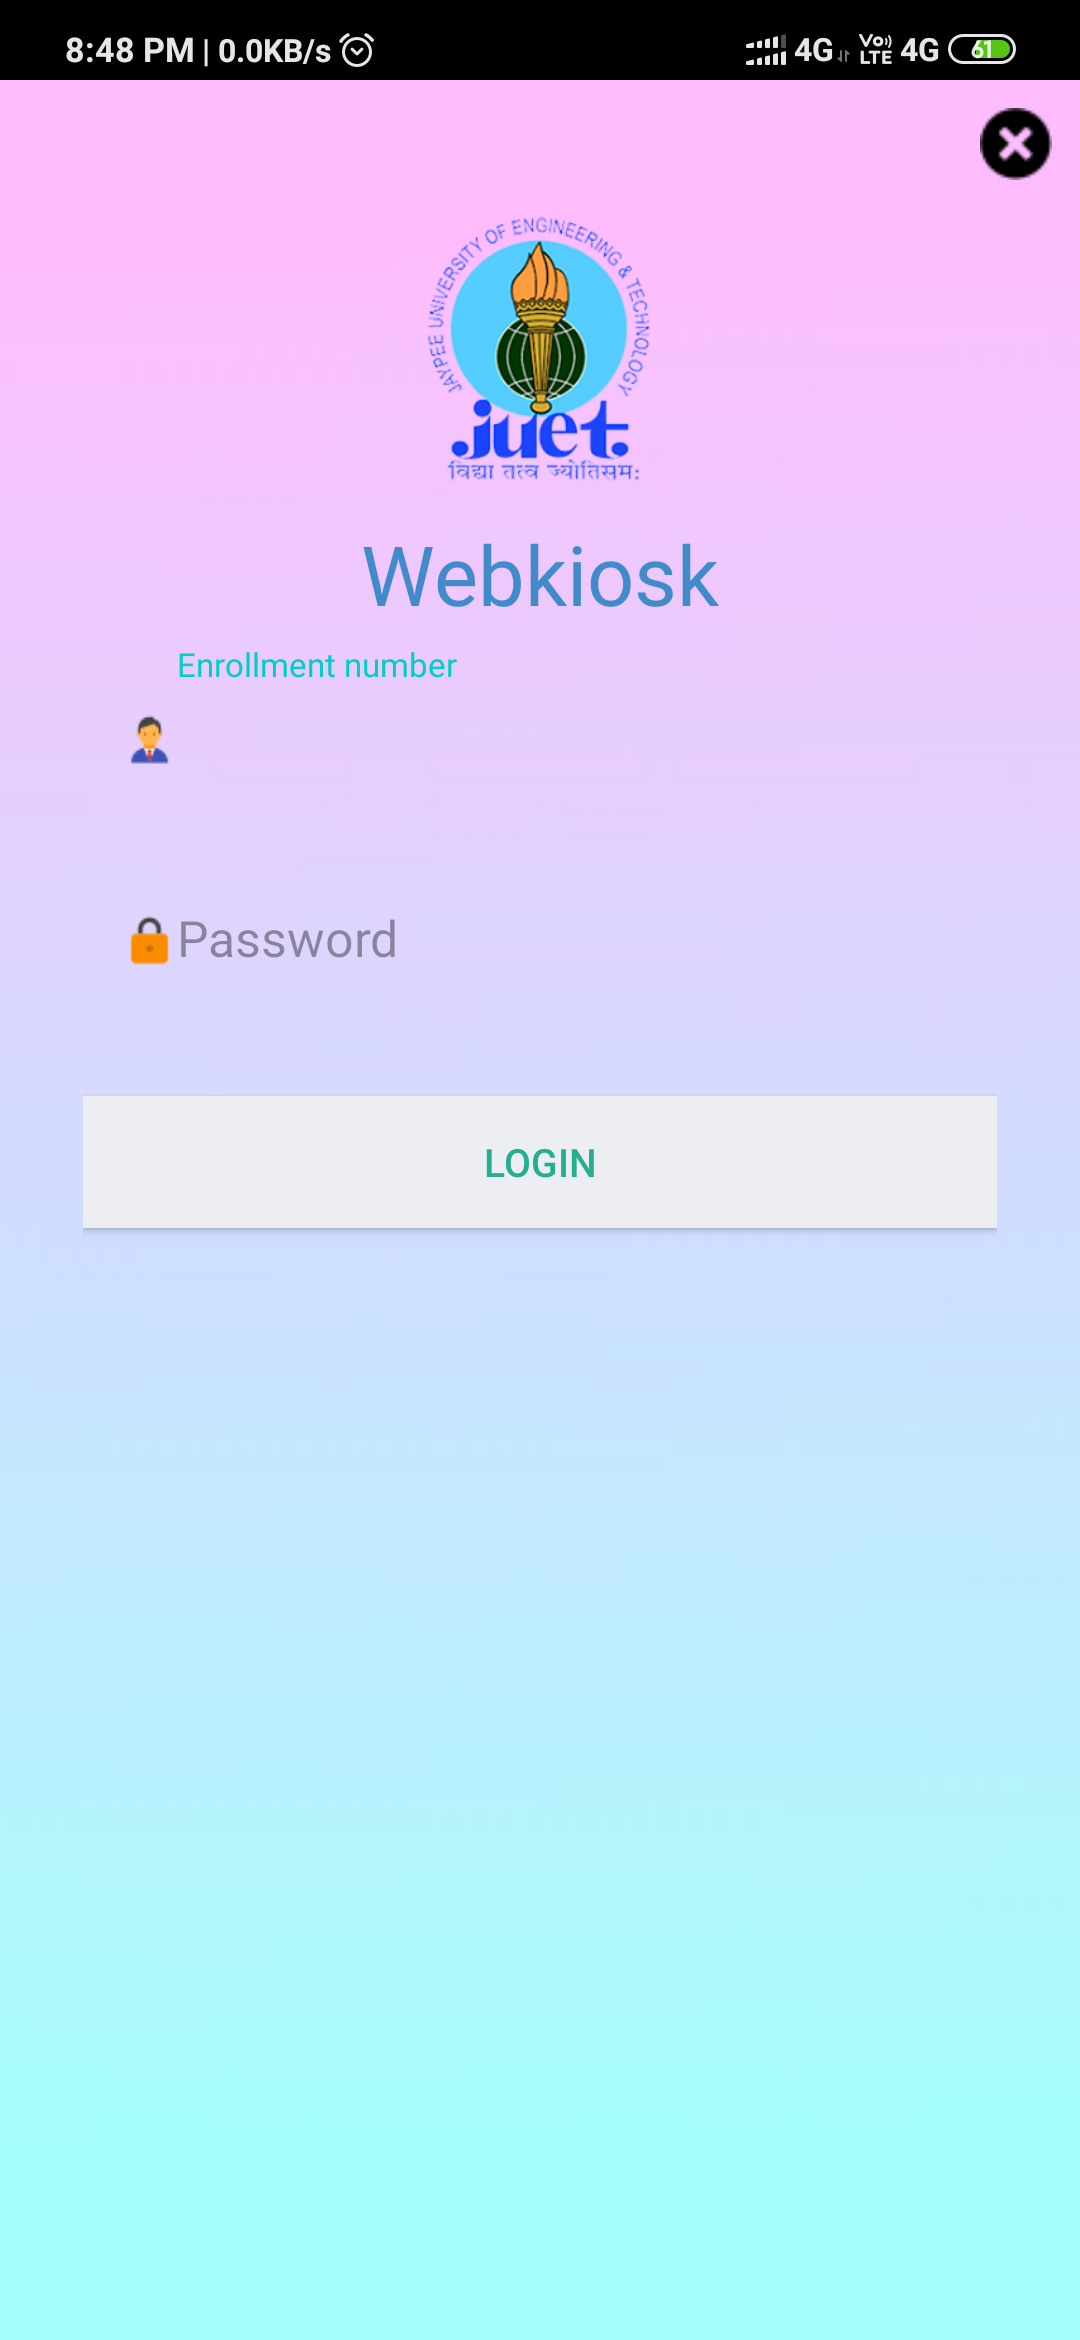 8:48 PM | 0.0KB/s 4G Vo)) LTE 4G 61
JAYPEE UNIVERSITY OF ENGINEERING & TECHNOLOGY
juet
विद्या तत्व ज्योतिसम:
Webkiosk
Enrollment number
Password
LOGIN